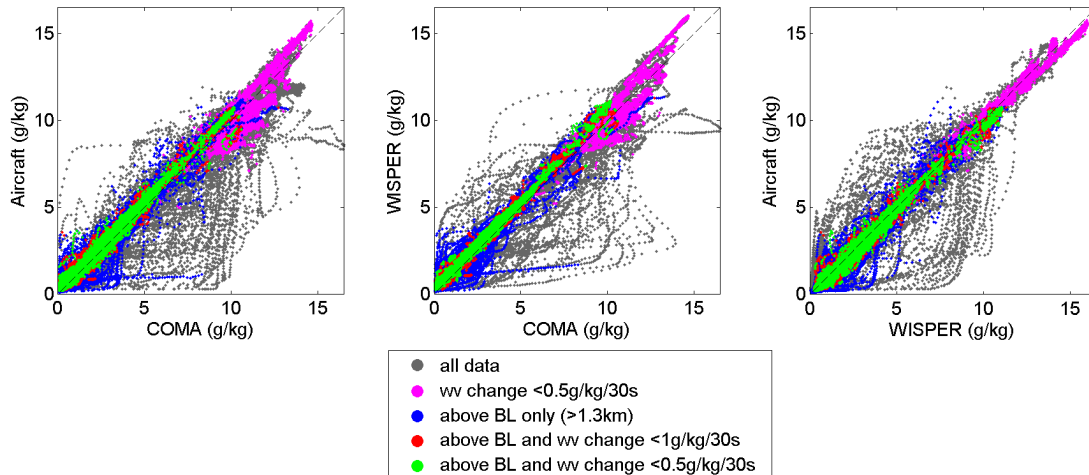 Aircraft (g/kg)
15
10
5
0
0 5 10 15
COMA (g/kg)
WISPER (g/kg)
15
10
5
0
0 5 10 15
COMA (g/kg)
Aircraft (g/kg)
15
10
5
0
0 5 10 15
WISPER (g/kg)
all data
wv change <0.5g/kg/30s
above BL only (>1.3km)
above BL and wv change <1g/kg/30s
above BL and wv change <0.5g/kg/30s